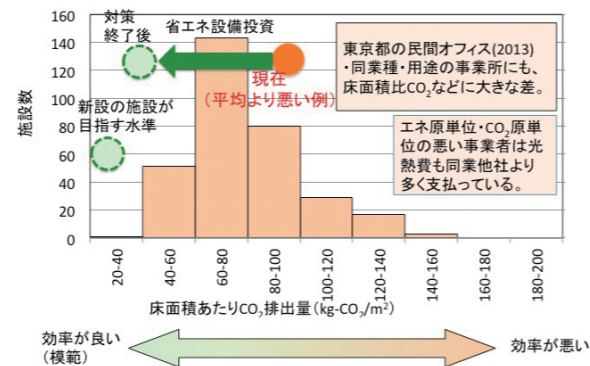 対策
終了後
省エネ設備投資
現在
(平均より悪い例)
新設の施設が
目指す水準
東京都の民間オフィス(2013)
・同業種・用途の事業所にも、
床面積比CO₂などに大きな差。
エネ原単位・CO₂原単
位の悪い事業者は光
熱費も同業他社より
多く支払っている。
施設数
160
140
120
100
80
60
40
20
0
20-40
40-60
60-80
80-100
100-120
120-140
140-160
160-180
180-200
床面積あたりCO₂排出量(kg-CO₂/m²)
効率が良い
(模範)
効率が悪い